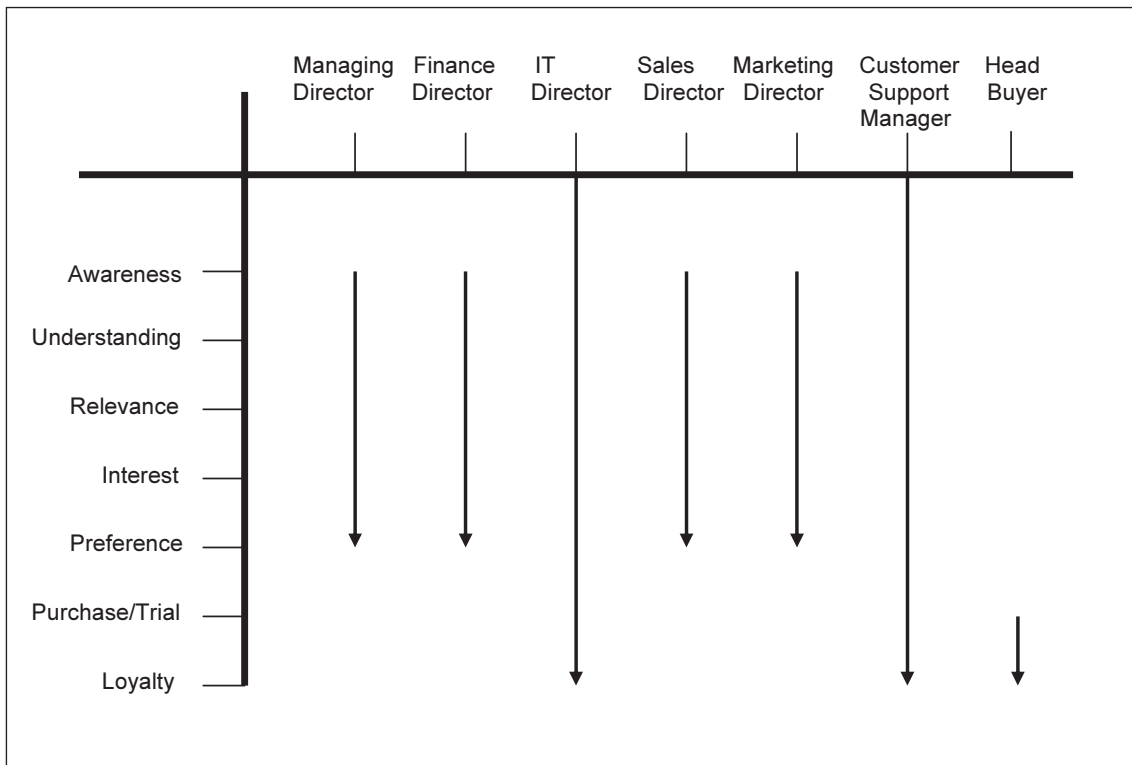 Managing Finance IT Sales Marketing Customer Head
Director Director Director Director Director Support Buyer
Manager
Awareness
Understanding
Relevance
Interest
Preference
Purchase/Trial
Loyalty